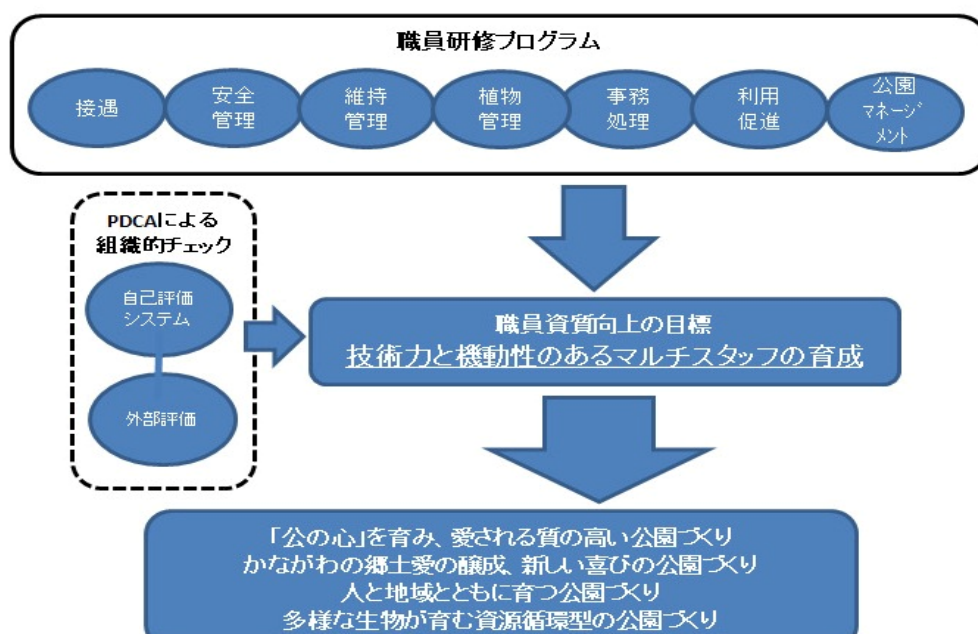 職員研修プログラム
接遇
安全
管理
維持
管理
植物
管理
事務
処理
利用
促進
公園
マネージ
メント
PDCAによる
組織的チェック
自己評価
システム
外部評価
職員資質向上の目標
技術力と機動性のあるマルチスタッフの育成
「公の心」を育み、愛される質の高い公園づくり
かながわの郷土愛の醸成、新しい喜びの公園づくり
人と地域とともに育つ公園づくり
多様な生物が育む資源循環型の公園づくり